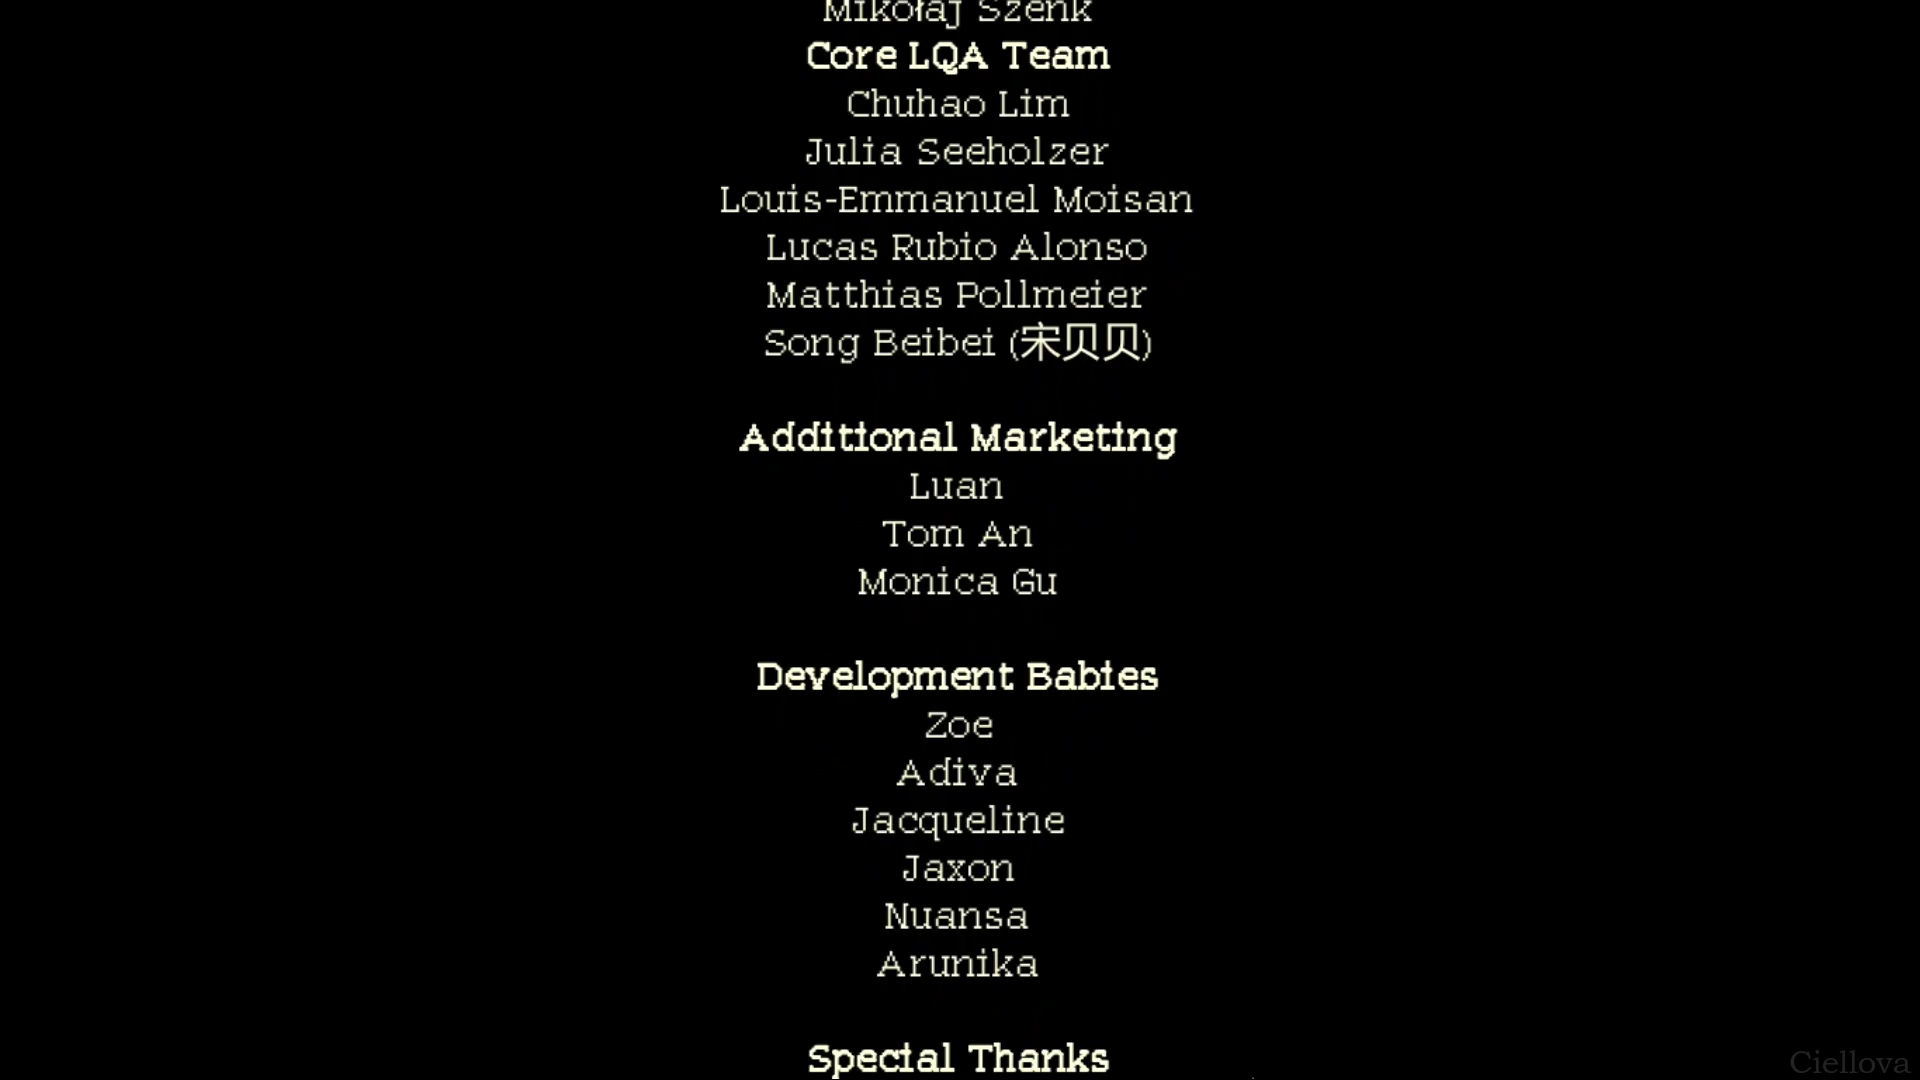 Mikołaj Szenk
Core LQA Team
Chuhao Lim
Julia Seeholzer
Louis-Emmanuel Moisan
Lucas Rubio Alonso
Matthias Pollmeier
Song Beibei (宋贝贝)
Additional Marketing
Luan
Tom An
Monica Gu
Development Babies
Zoe
Adiva
Jacqueline
Jaxon
Nuansa
Arunika
Special Thanks
Ciellova